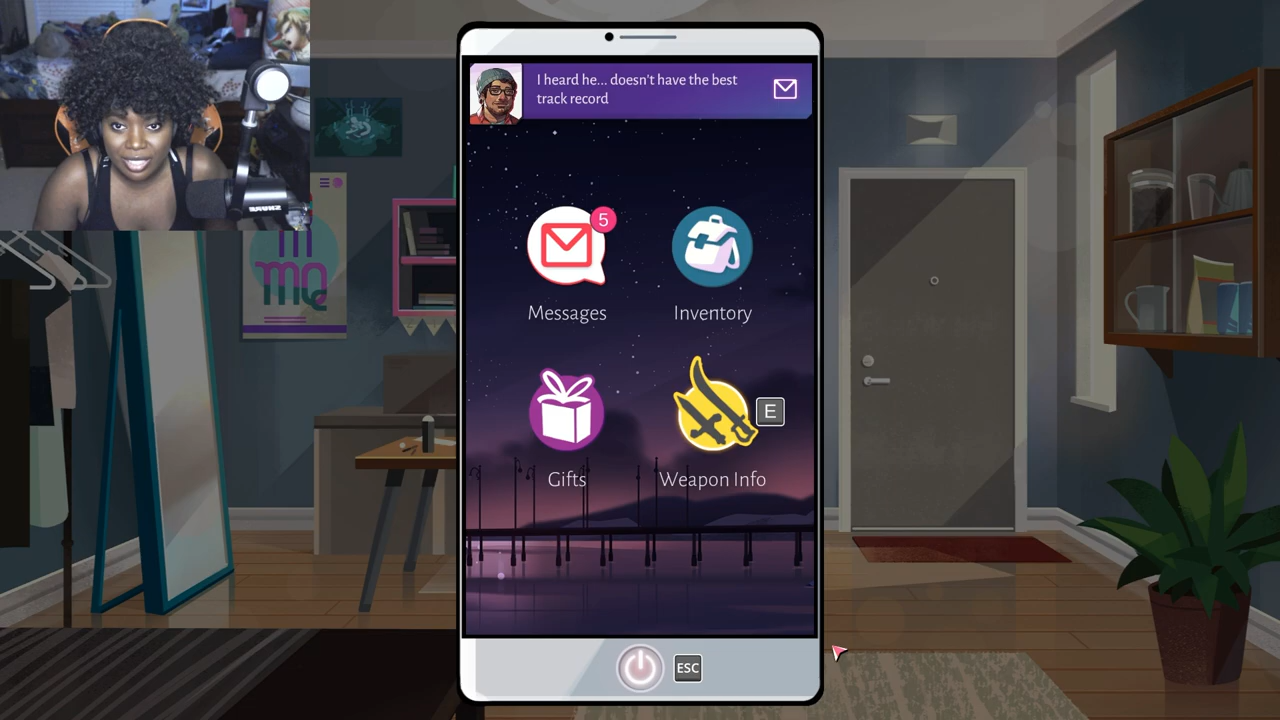 I heard he... doesn't have the best
track record
5
Messages
Inventory
E
Gifts
Weapon Info
ESC